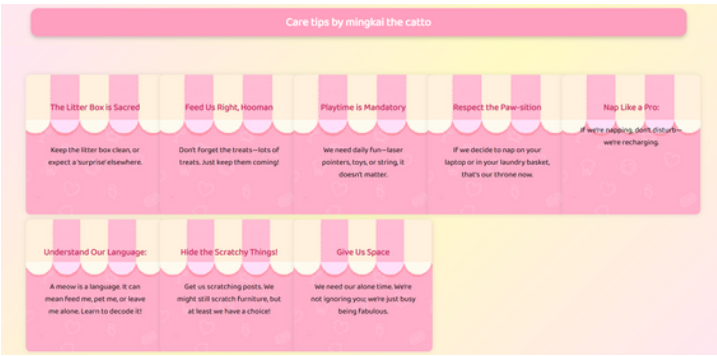 Care tips by mingkai the catto
The Litter Box is Sacred
Keep the litter box clean, or
expect a 'surprise' elsewhere.
Feed Us Right, Hooman
Don't forget the treats—lots of
treats. Just keep them coming!
Playtime is Mandatory
We need daily fun—laser
pointers, toys, or string, it
doesn't matter.
Respect the Paw-sition
If we decide to nap on your
laptop or in your laundry basket,
that's our throne now.
Nap Like a Pro:
If we're napping, don't disturb—
we're recharging.
Understand Our Language:
A meow is a language. It can
mean feed me, pet me, or leave
me alone. Learn to decode it!
Hide the Scratchy Things!
Get us scratching posts. We
might still scratch furniture, but
at least we have a choice!
Give Us Space
We need our alone time. We're
not ignoring you; we're just busy
being fabulous.